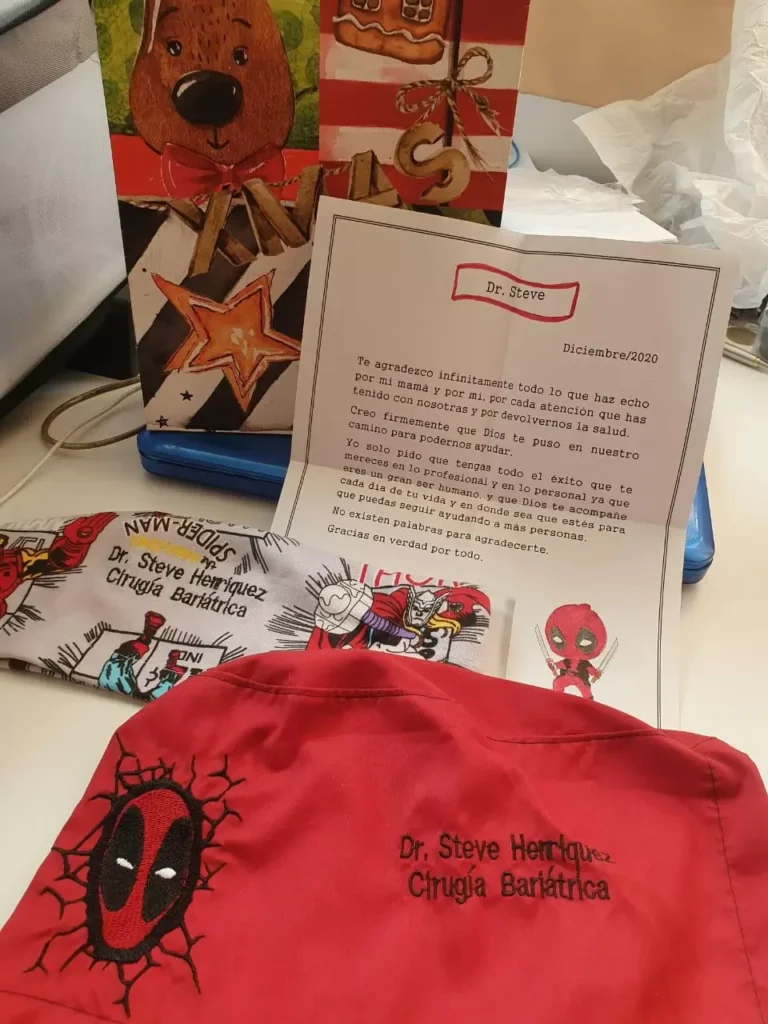 XMAS
Dr. Steve
Diciembre/2020
Te agradezco infinitamente todo lo que haz echo
por mi mamá y por mi, por cada atención que has
tenido con nosotras y por devolvernos la salud.
Creo firmemente que Dios te puso en nuestro
camino para podernos ayudar.
Yo solo pido que tengas todo el éxito que te
mereces en lo profesional y en lo personal ya que
eres un gran ser humano, y que Dios te acompañe
cada día de tu vida y en donde sea que estés para
que puedas seguir ayudando a más personas.
No existen palabras para agradecerte.
Gracias en verdad por todo.
SPIDER-MAN
Dr. Steve Henríquez
Cirugía Bariátrica
THOR
Dr. Steve Henríquez
Cirugía Bariátrica